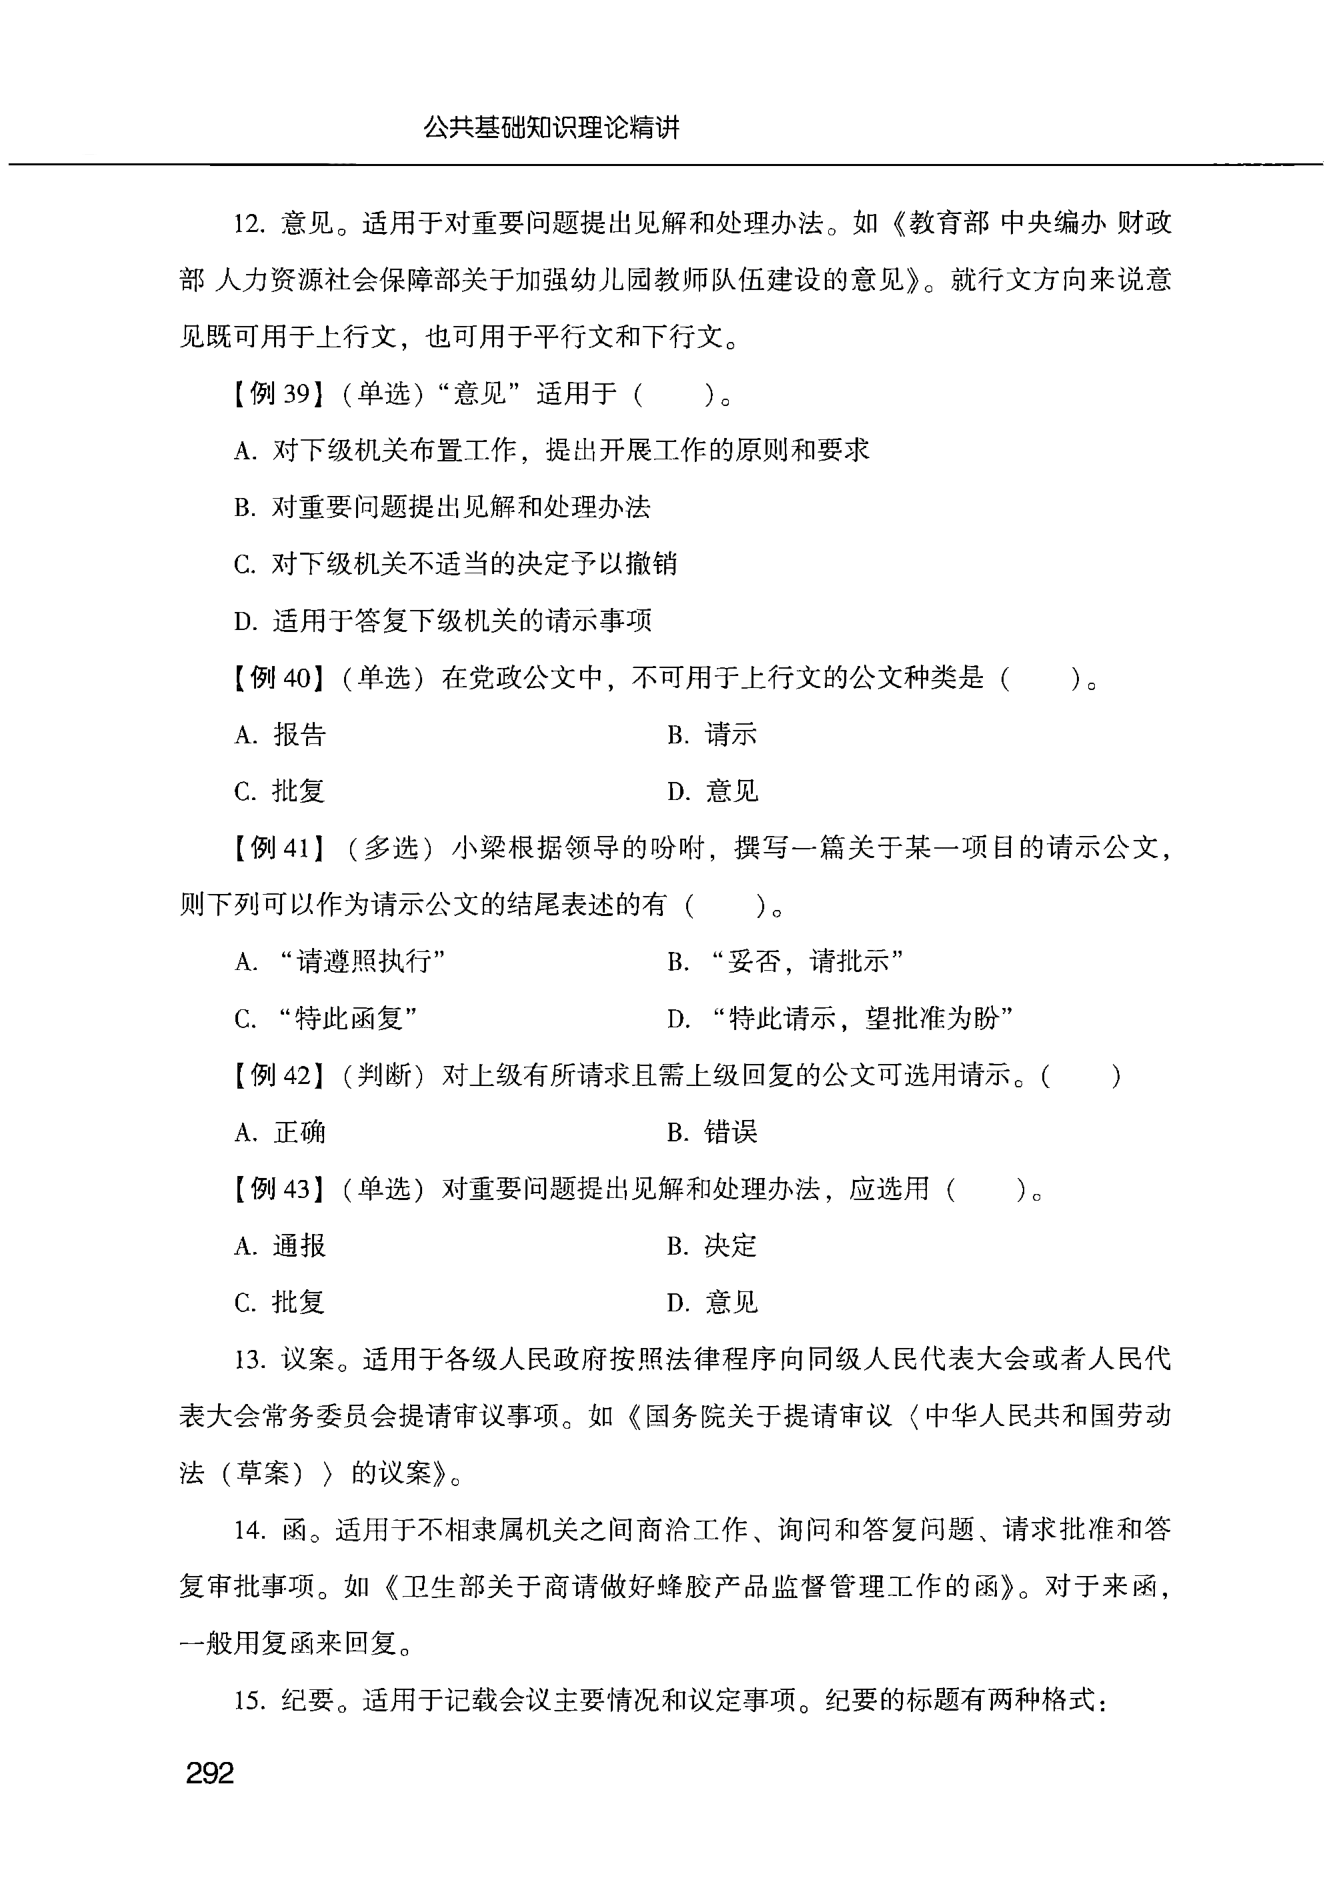 公共基础知识理论精讲
12. 意见。适用于对重要问题提出见解和处理办法。如《教育部 中央编办 财政
部 人力资源社会保障部关于加强幼儿园教师队伍建设的意见》。就行文方向来说意
见既可用于上行文，也可用于平行文和下行文。
【例 39】（单选）“意见”适用于（　　）。
A. 对下级机关布置工作，提出开展工作的原则和要求
B. 对重要问题提出见解和处理办法
C. 对下级机关不适当的决定予以撤销
D. 适用于答复下级机关的请示事项
【例 40】（单选）在党政公文中，不可用于上行文的公文种类是（　　）。
A. 报告　　B. 请示
C. 批复　　D. 意见
【例 41】（多选）小梁根据领导的吩咐，撰写一篇关于某一项目的请示公文，
则下列可以作为请示公文的结尾表述的有（　　）。
A. “请遵照执行”　　B. “妥否，请批示”
C. “特此函复”　　D. “特此请示，望批准为盼”
【例 42】（判断）对上级有所请求且需上级回复的公文可选用请示。（　　）
A. 正确　　B. 错误
【例 43】（单选）对重要问题提出见解和处理办法，应选用（　　）。
A. 通报　　B. 决定
C. 批复　　D. 意见
13. 议案。适用于各级人民政府按照法律程序向同级人民代表大会或者人民代
表大会常务委员会提请审议事项。如《国务院关于提请审议〈中华人民共和国劳动
法（草案）〉的议案》。
14. 函。适用于不相隶属机关之间商洽工作、询问和答复问题、请求批准和答
复审批事项。如《卫生部关于商请做好蜂胶产品监督管理工作的函》。对于来函，
一般用复函来回复。
15. 纪要。适用于记载会议主要情况和议定事项。纪要的标题有两种格式：
292